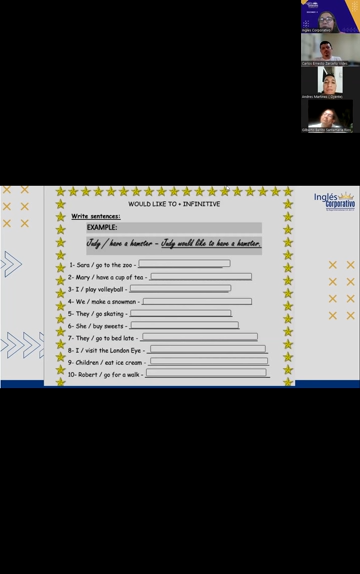 Inglés Corporativo
WOULD LIKE TO + INFINITIVE
Inglés
Corporativo
Write sentences:
EXAMPLE:
Judy / have a hamster - Judy would like to have a hamster.
1- Sara / go to the zoo -
2- Mary / have a cup of tea -
3- I / play volleyball -
4- We / make a snowman -
5- They / go skating -
6- She / buy sweets -
7- They / go to bed late -
8- I / visit the London Eye -
9- Children / eat ice cream -
10- Robert / go for a walk -